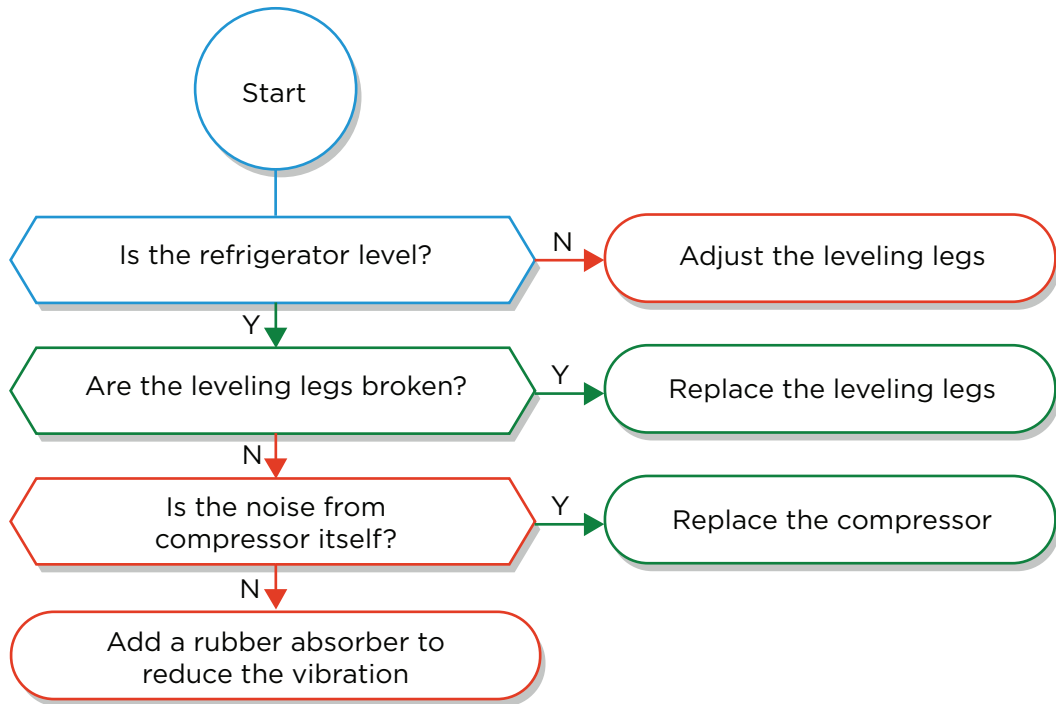 Start
Is the refrigerator level?
N
Adjust the leveling legs
Y
Are the leveling legs broken?
Y
Replace the leveling legs
N
Is the noise from
compressor itself?
Y
Replace the compressor
N
Add a rubber absorber to
reduce the vibration